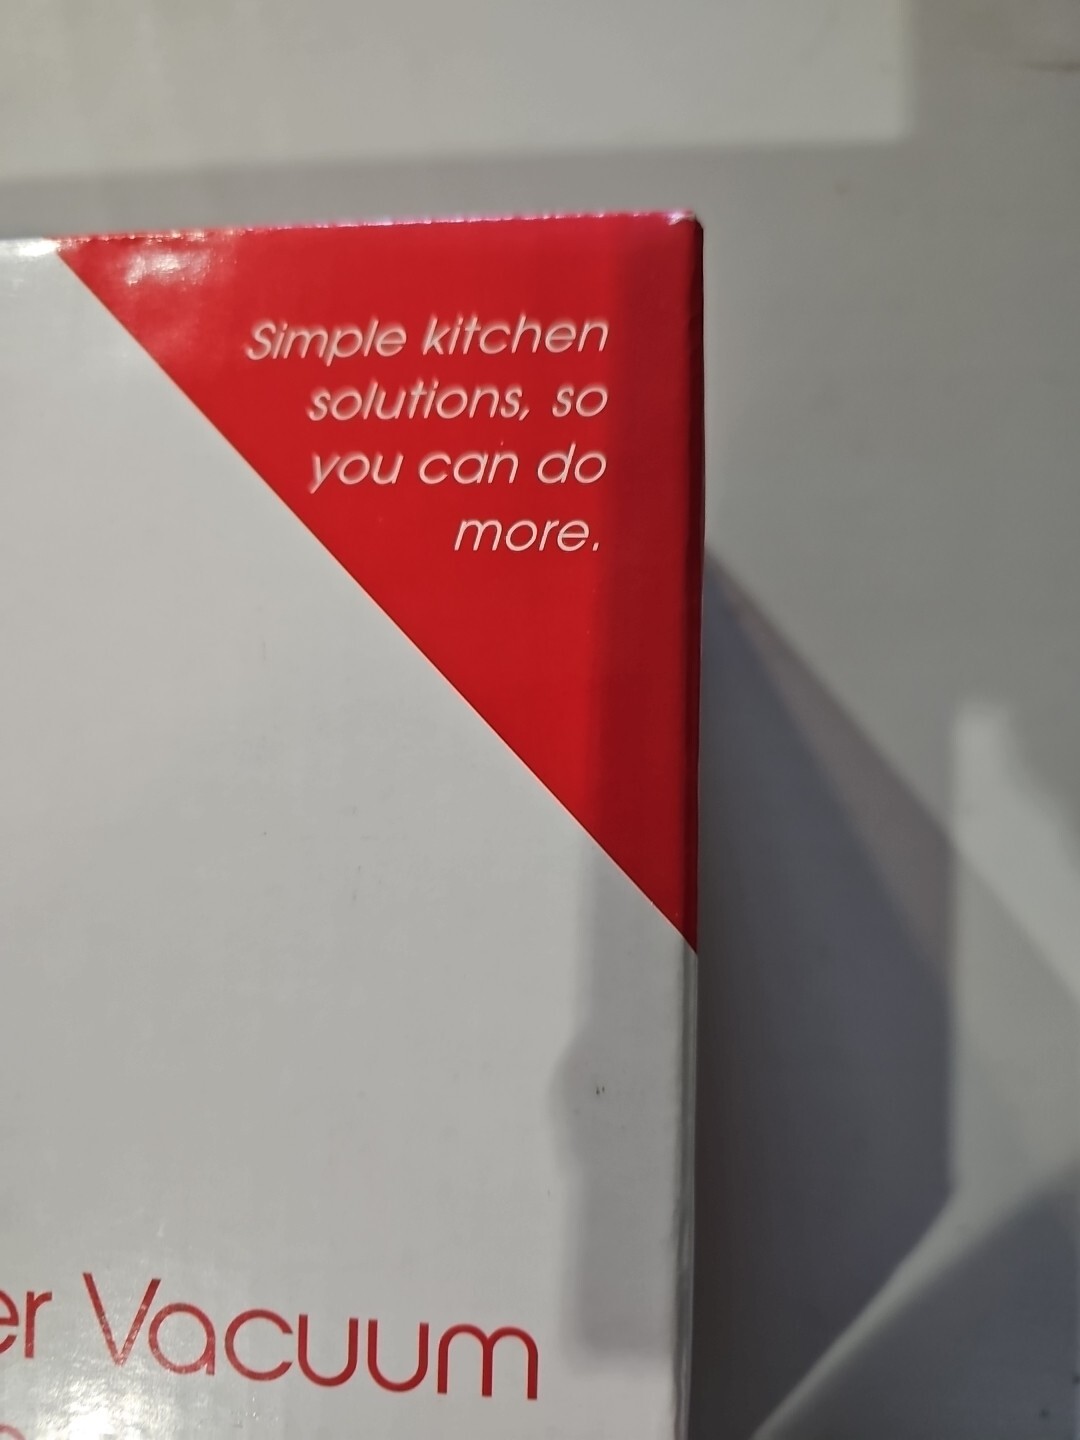 Simple kitchen
solutions, so
you can do
more.
er Vacuum